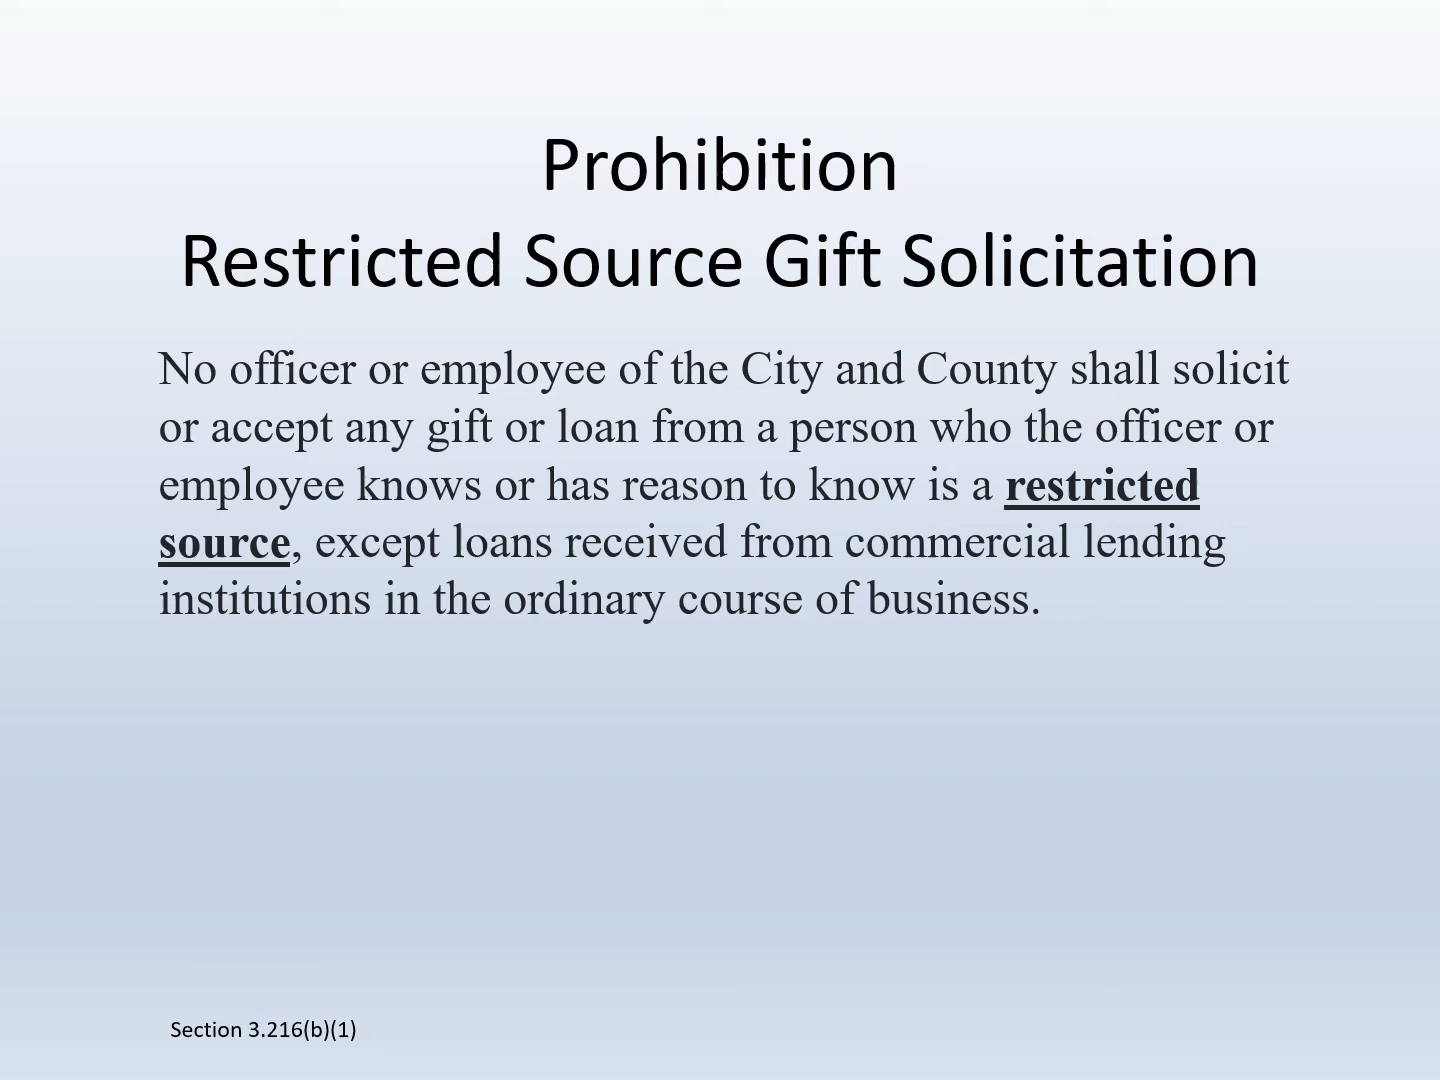 Prohibition
Restricted Source Gift Solicitation
No officer or employee of the City and County shall solicit
or accept any gift or loan from a person who the officer or
employee knows or has reason to know is a restricted
source, except loans received from commercial lending
institutions in the ordinary course of business.
Section 3.216(b)(1)